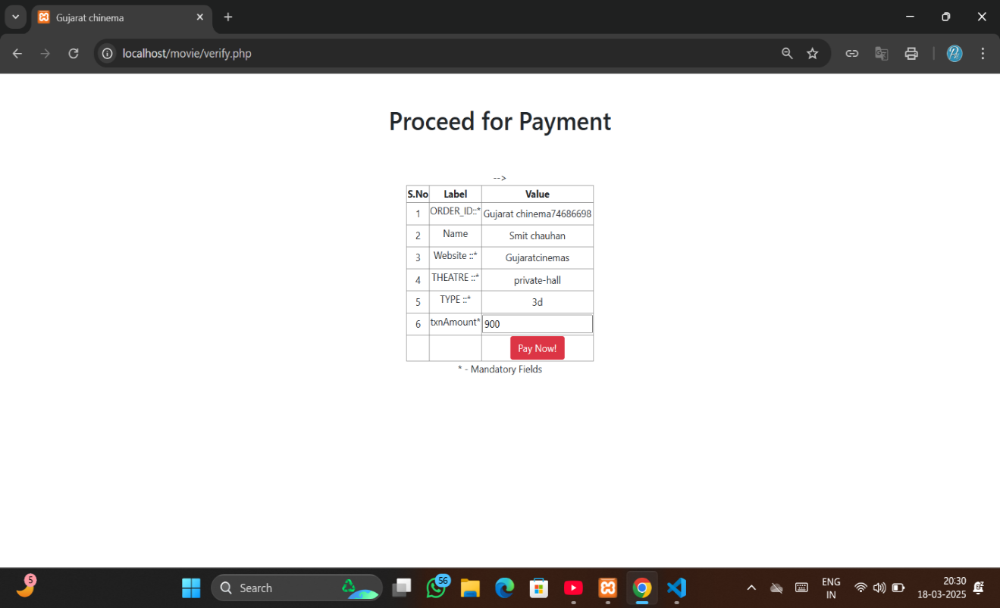 Gujarat chinema
localhost/movie/verify.php
Proceed for Payment
-->
S.No Label Value
1 ORDER_ID::* Gujarat chinema74686698
2 Name Smit chauhan
3 Website ::* Gujaratcinemas
4 THEATRE ::* private-hall
5 TYPE ::* 3d
6 txnAmount* 900
Pay Now!
* - Mandatory Fields
5
Search
56
ENG
IN
20:30
18-03-2025